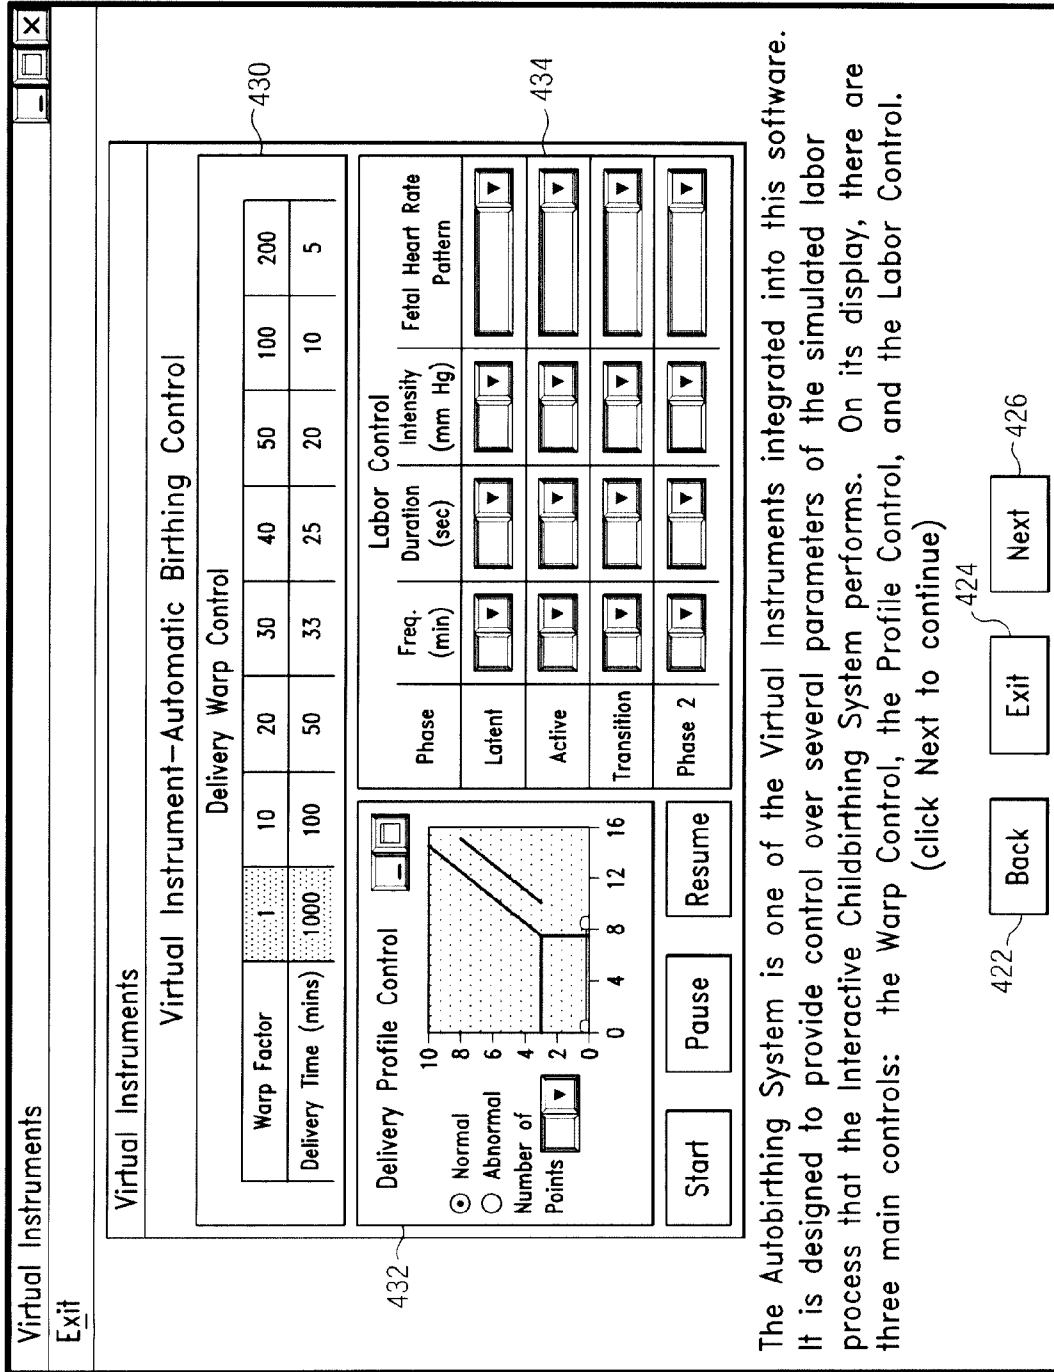 Virtual Instruments
Exit
Virtual Instruments
Virtual Instrument—Automatic Birthing Control
Delivery Warp Control
430
Warp Factor 1 10 20 30 40 50 100 200
Delivery Time (mins) 1000 100 50 33 25 20 10 5
432
Delivery Profile Control
Normal
Abnormal
Number of
Points
10
8
6
4
2
0
0 4 8 12 16
Start
Pause
Resume
Labor Control
434
Phase Freq. (min) Duration (sec) Intensity (mm Hg) Fetal Heart Rate Pattern
Latent
Active
Transition
Phase 2
The Autobirthing System is one of the Virtual Instruments integrated into this software.
It is designed to provide control over several parameters of the simulated labor
process that the Interactive Childbirthing System performs. On its display, there are
three main controls: the Warp Control, the Profile Control, and the Labor Control.
(click Next to continue)
422
Back
424
Exit
426
Next